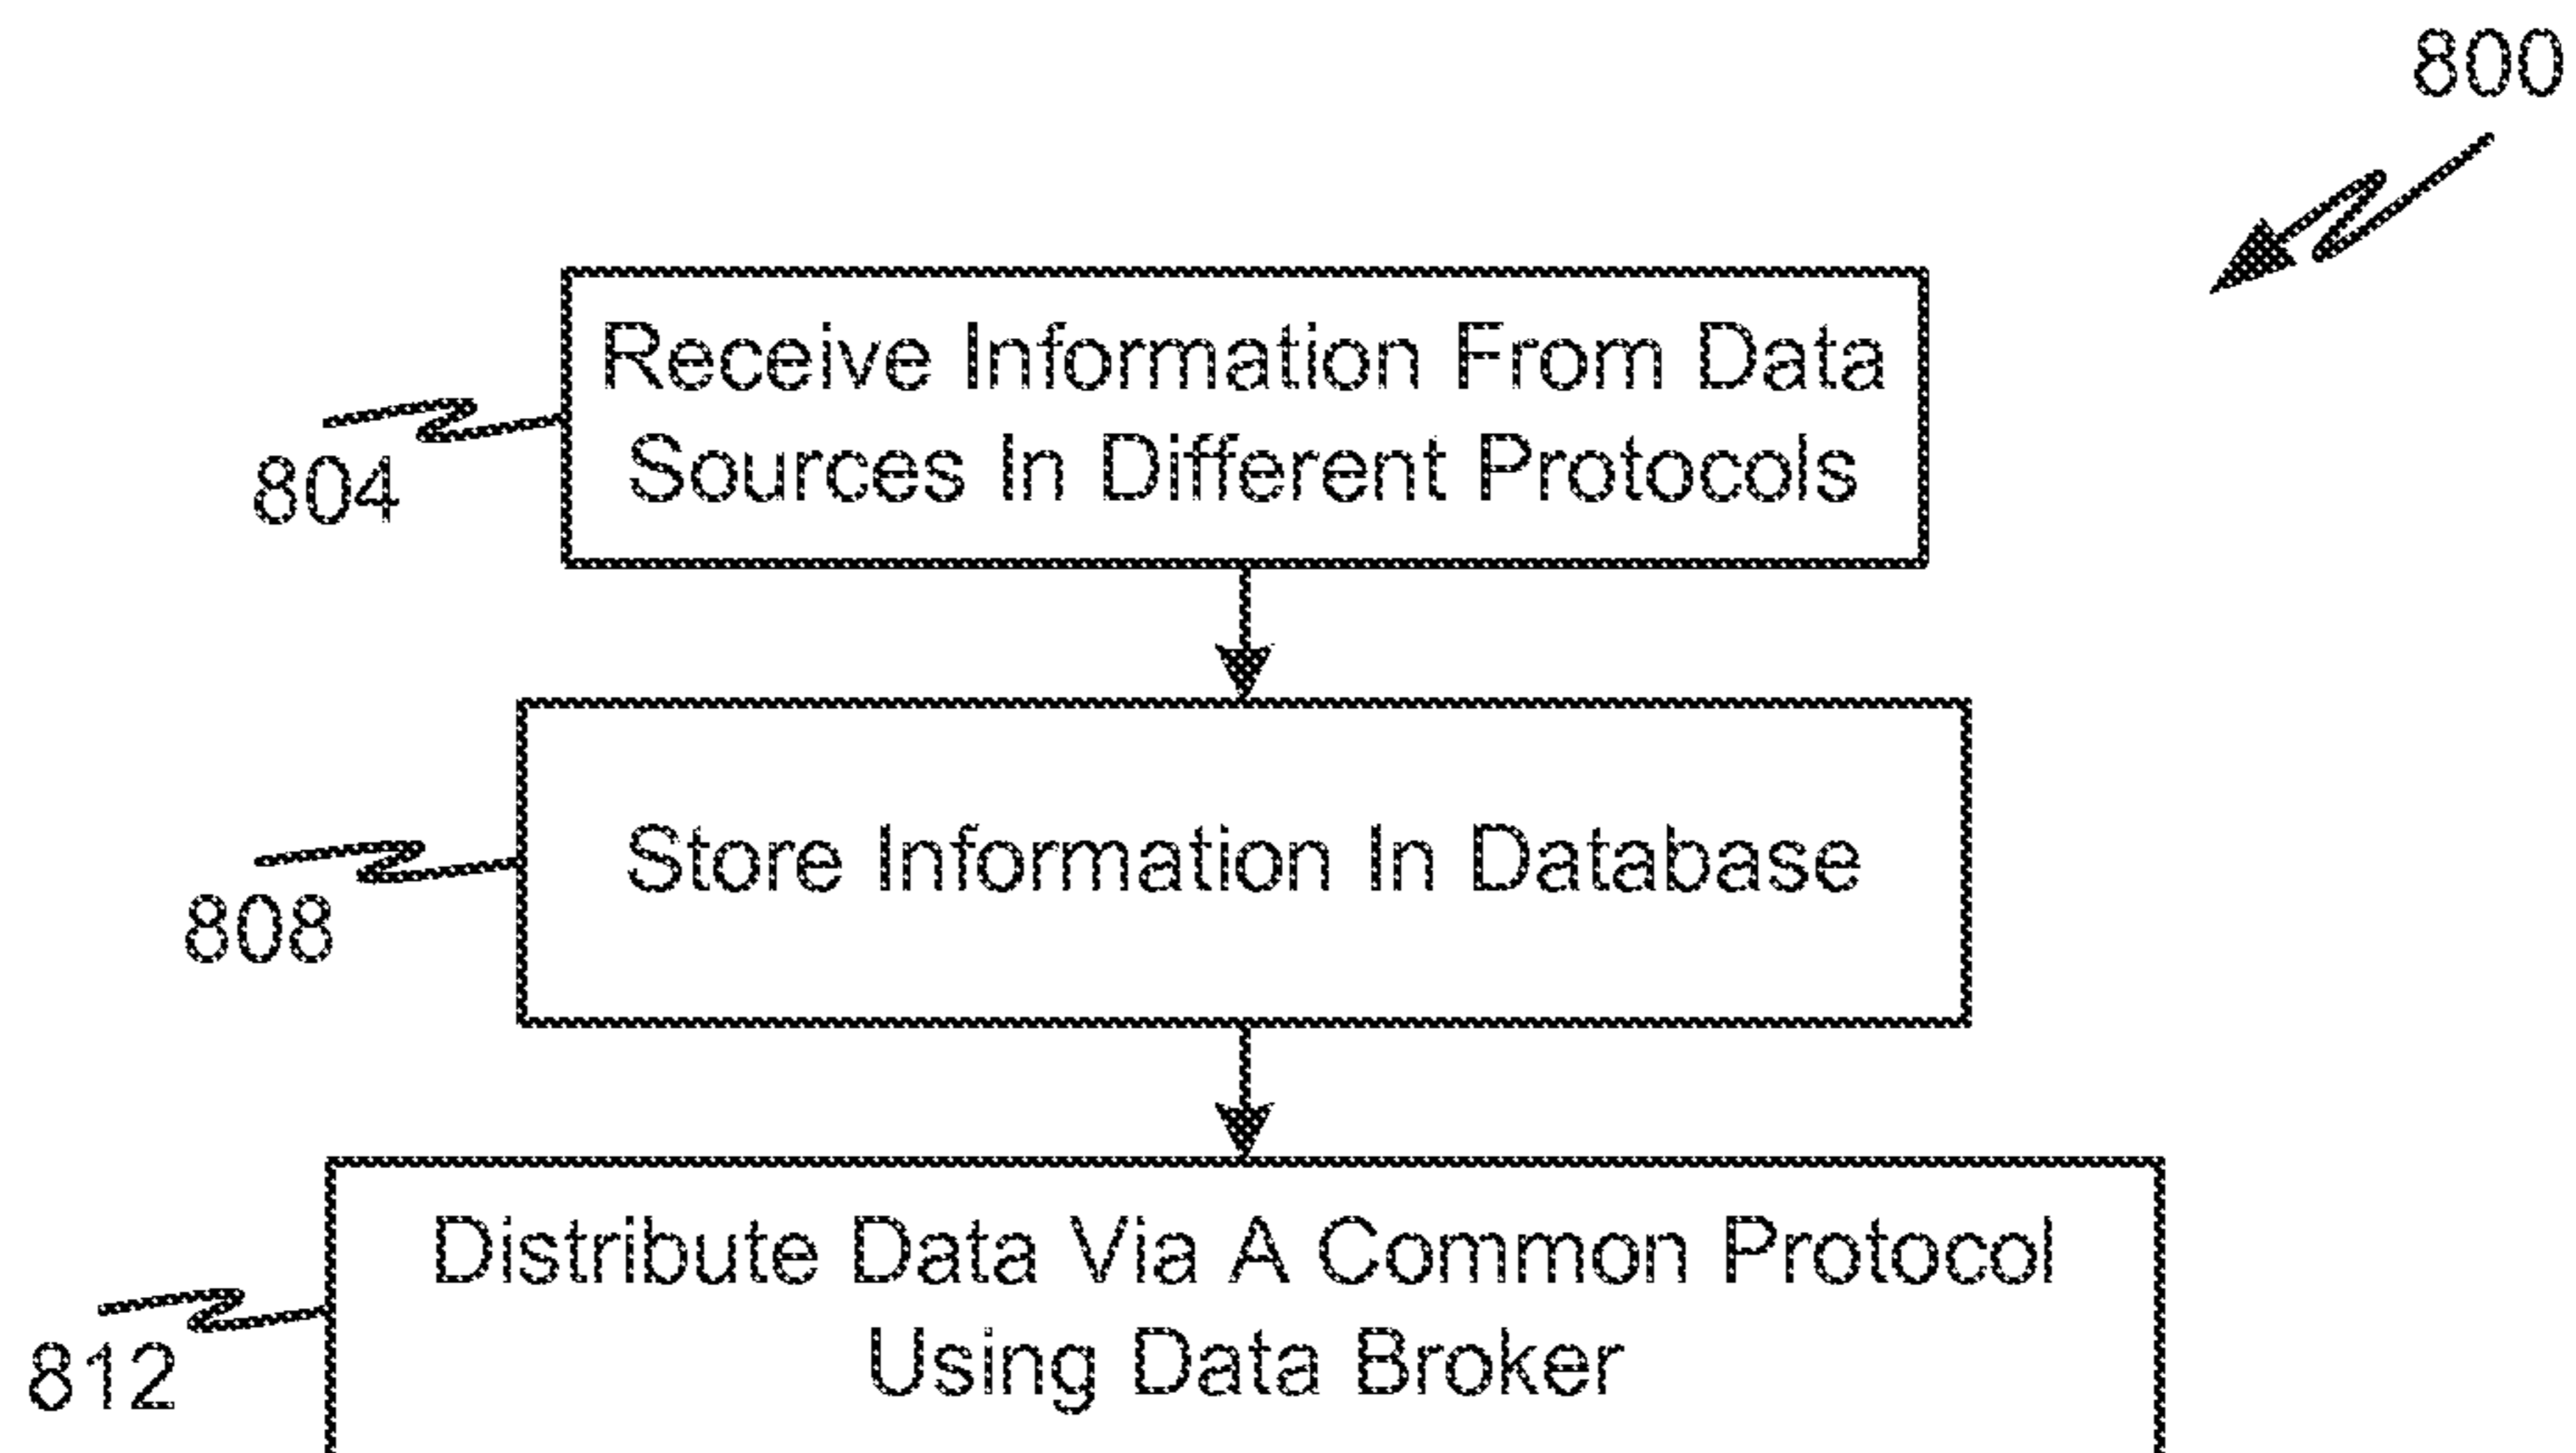 800
Receive Information From Data
Sources In Different Protocols
804
Store Information In Database
808
Distribute Data Via A Common Protocol
Using Data Broker
812